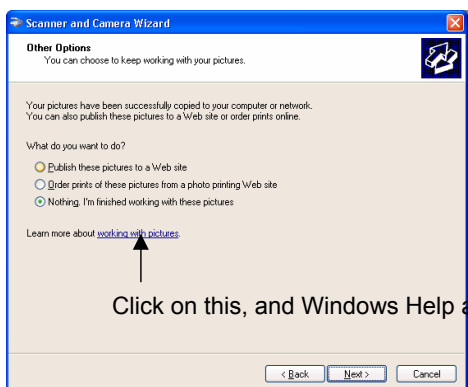 Scanner and Camera Wizard
Other Options
You can choose to keep working with your pictures.
Your pictures have been successfully copied to your computer or network.
You can also publish these pictures to a Web site or order prints online.
What do you want to do?
Publish these pictures to a Web site
Order prints of these pictures from a photo printing Web site
Nothing. I'm finished working with these pictures
Learn more about working with pictures.
Click on this, and Windows Help a
< Back
Next >
Cancel